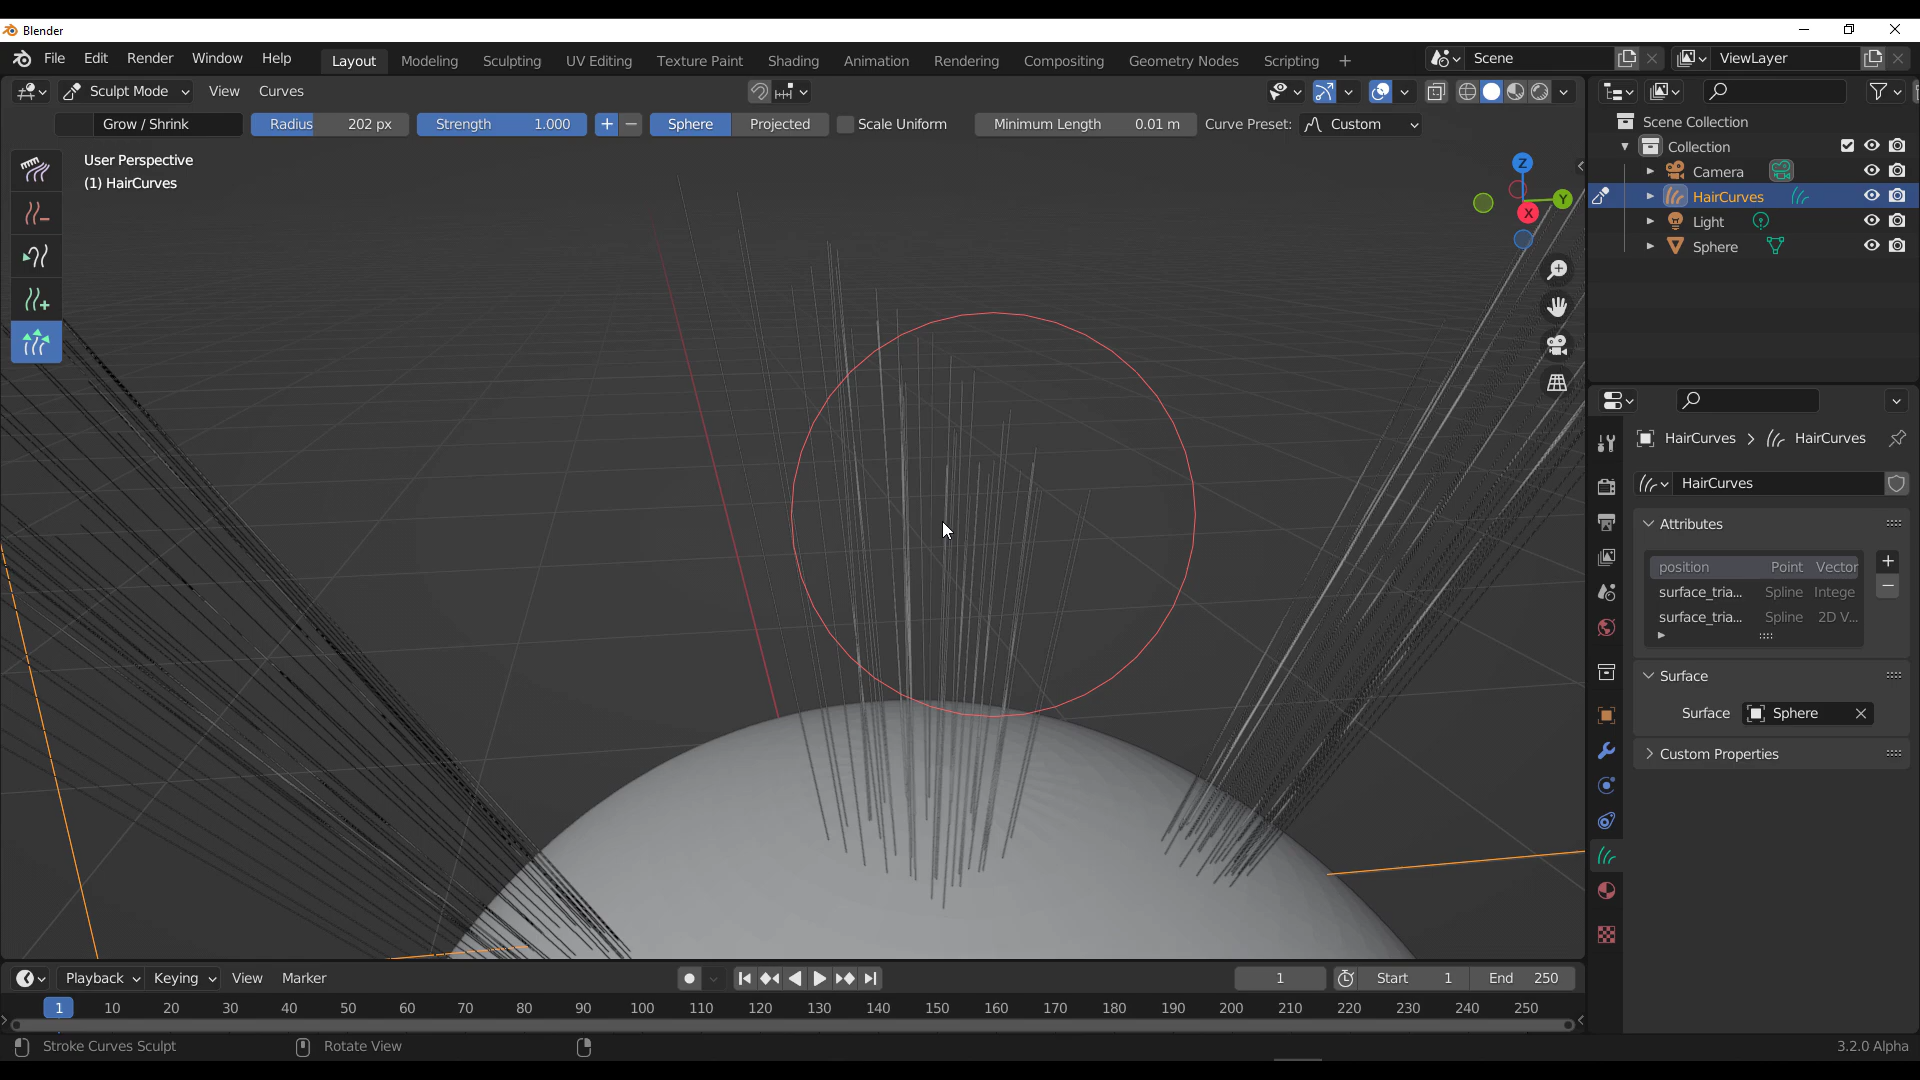 Blender
File Edit Render Window Help Layout Modeling Sculpting UV Editing Texture Paint Shading Animation Rendering Compositing Geometry Nodes Scripting + Scene ViewLayer
Sculpt Mode View Curves
Grow / Shrink Radius 202 px Strength 1.000 + − Sphere Projected Scale Uniform Minimum Length 0.01 m Curve Preset: Custom
User Perspective
(1) HairCurves
Z
Y
X
Scene Collection
Collection
Camera
HairCurves
Light
Sphere
HairCurves > HairCurves
HairCurves
Attributes
position Point Vector
surface_tria... Spline Intege
surface_tria... Spline 2D V...
Surface
Surface Sphere
Custom Properties
Playback Keying View Marker 1 Start 1 End 250
1 10 20 30 40 50 60 70 80 90 100 110 120 130 140 150 160 170 180 190 200 210 220 230 240 250
Stroke Curves Sculpt Rotate View 3.2.0 Alpha